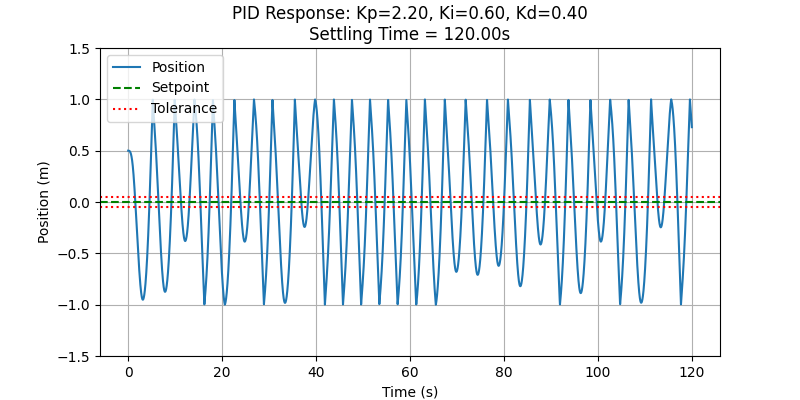 PID Response: Kp=2.20, Ki=0.60, Kd=0.40
Settling Time = 120.00s
1.5
1.0
0.5
0.0
−0.5
−1.0
−1.5
Position (m)
Position
Setpoint
Tolerance
0
20
40
60
80
100
120
Time (s)